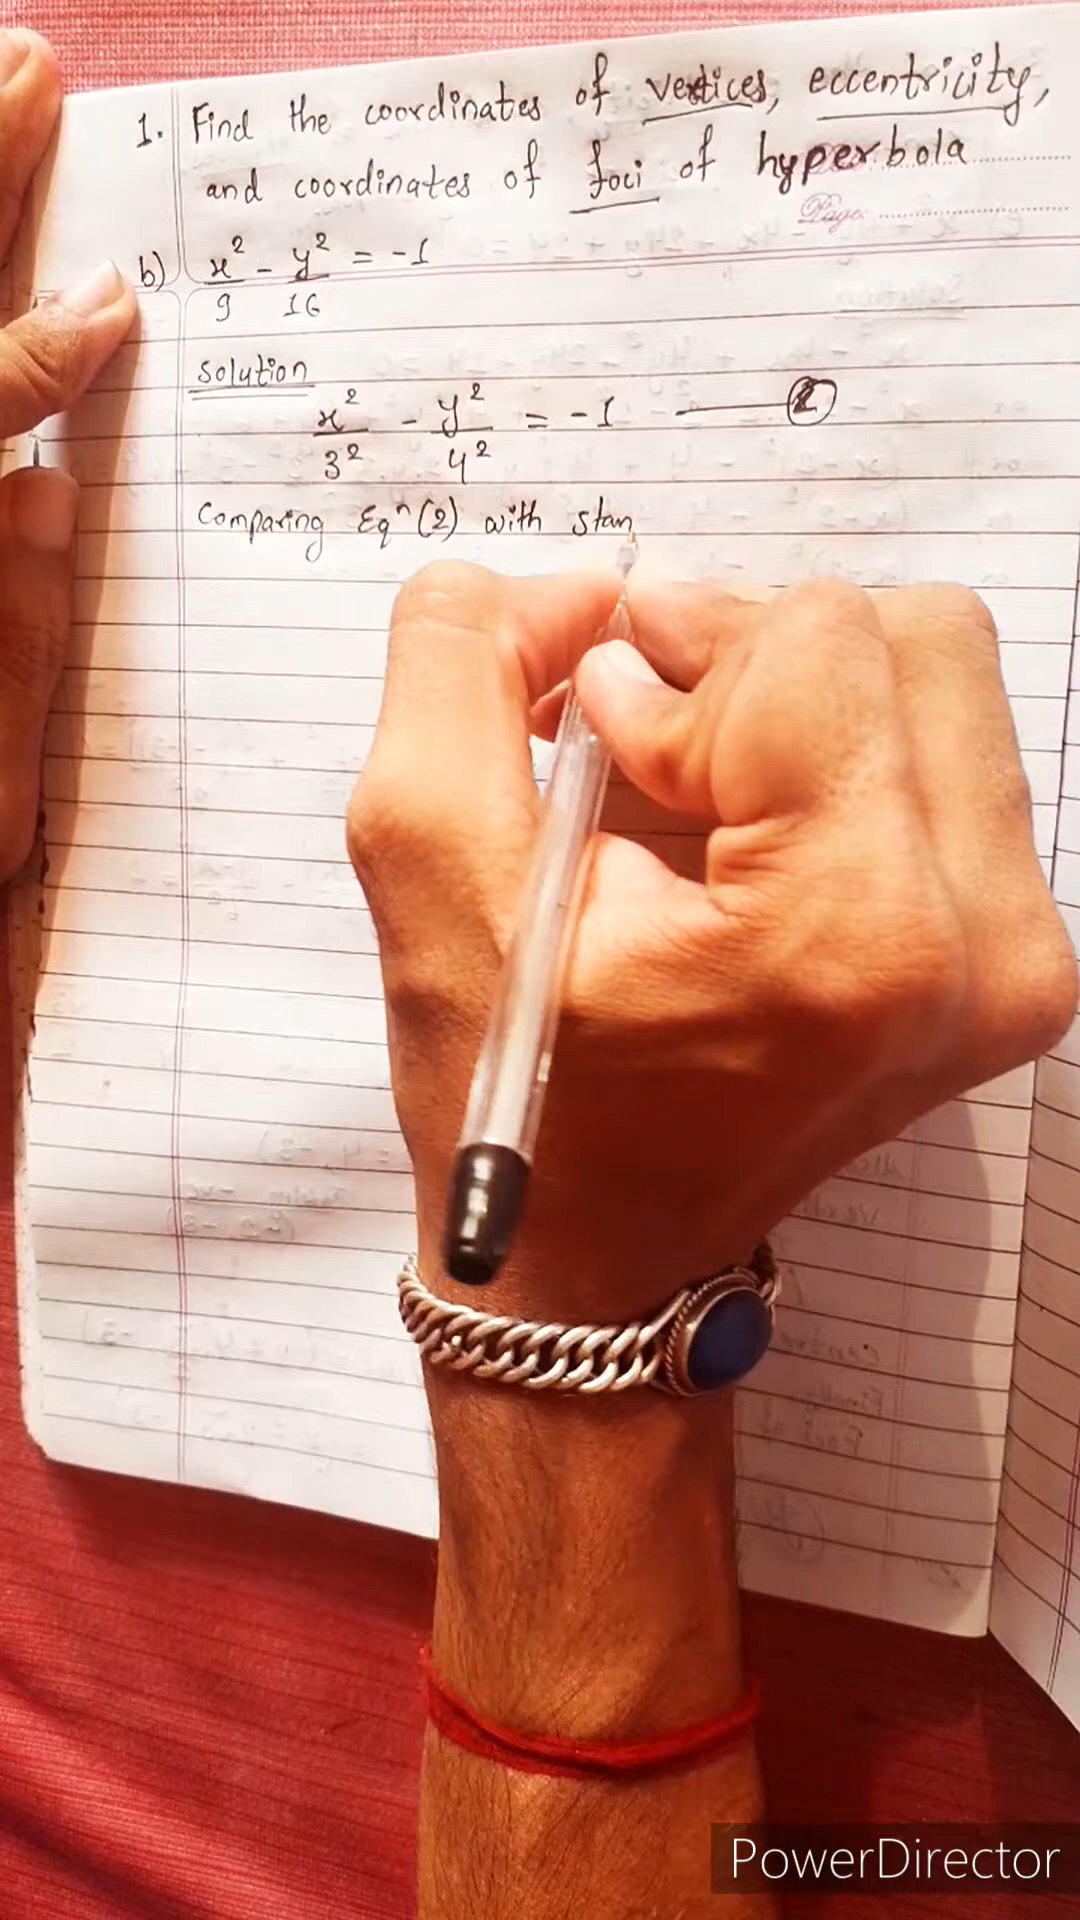 1. Find the coordinates of vertices, eccentricity,
and coordinates of foci of hyperbola
Page:
b) x²/9 - y²/16 = -1
Solution
x²/3² - y²/4² = -1 ——— 2
Comparing Eqⁿ (2) with stan
PowerDirector